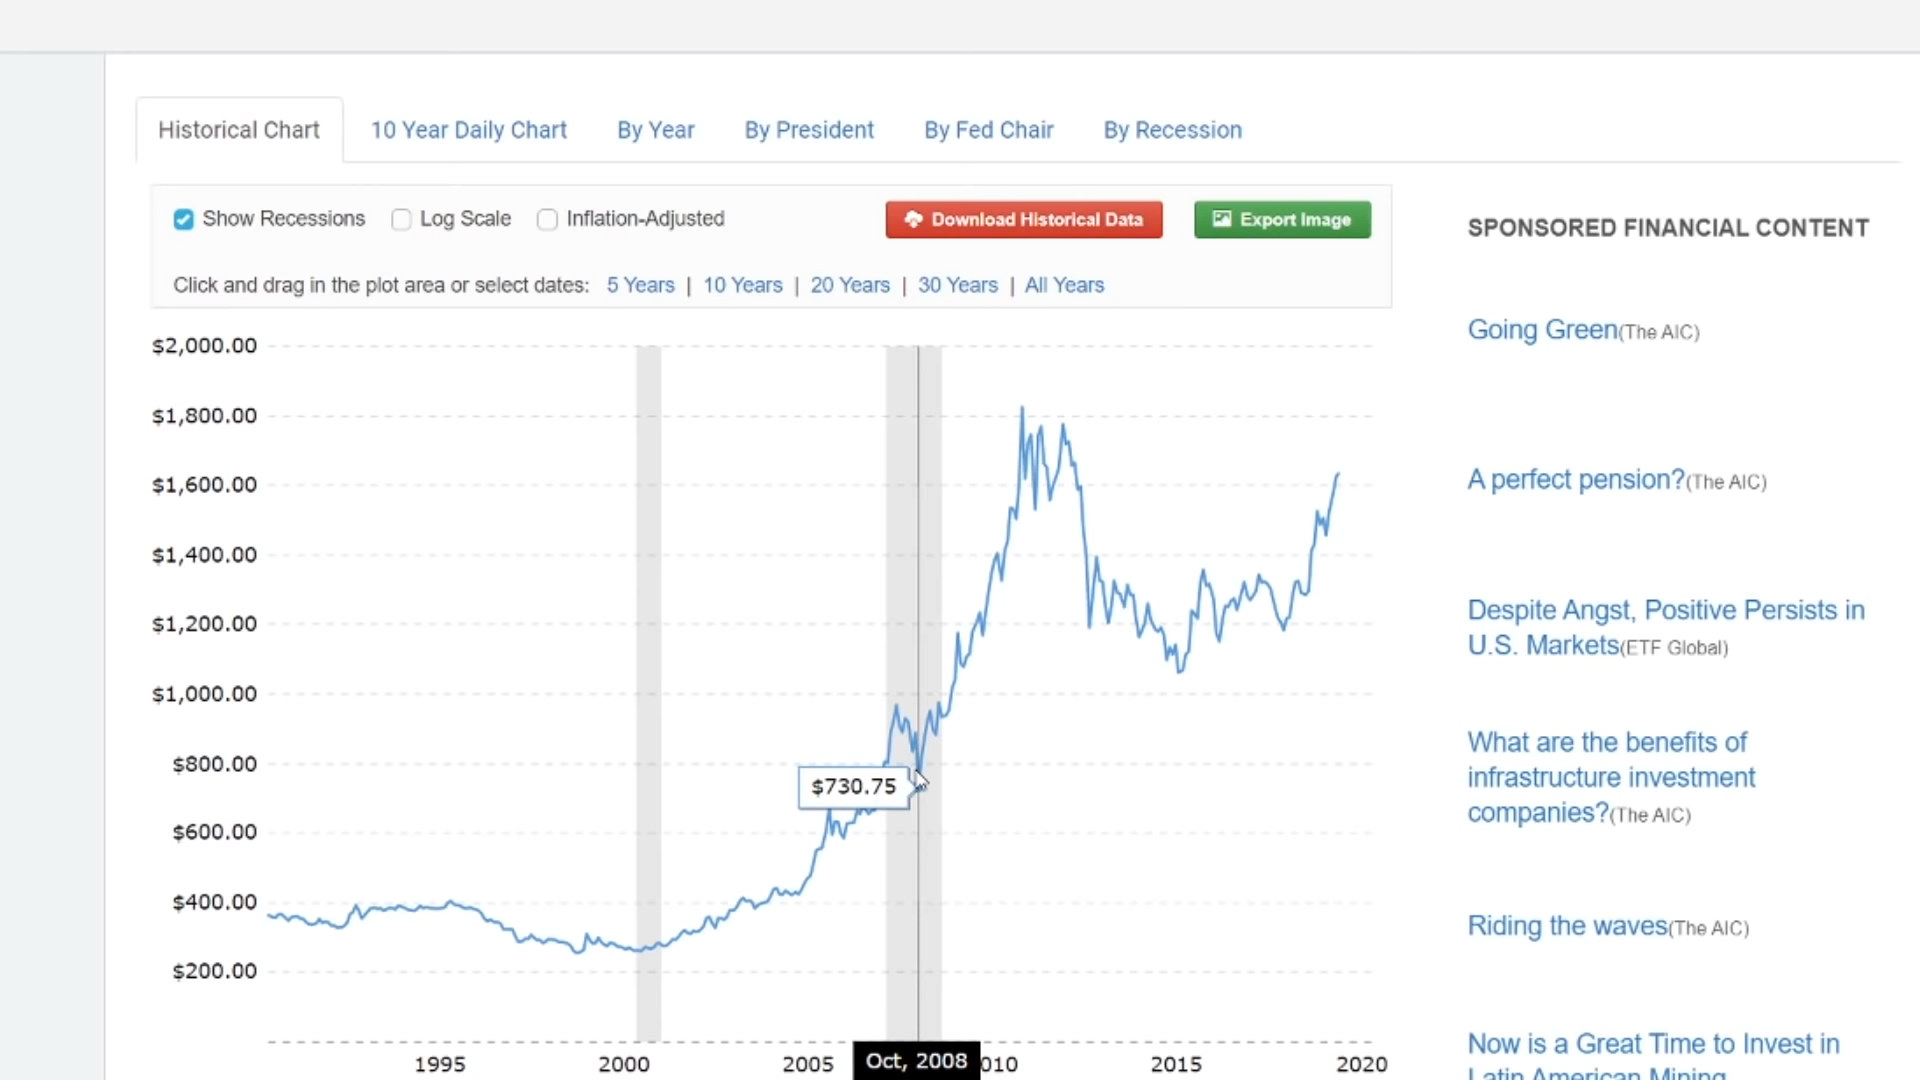 Historical Chart
10 Year Daily Chart
By Year
By President
By Fed Chair
By Recession
Show Recessions
Log Scale
Inflation-Adjusted
Download Historical Data
Export Image
Click and drag in the plot area or select dates: 5 Years | 10 Years | 20 Years | 30 Years | All Years
$2,000.00
$1,800.00
$1,600.00
$1,400.00
$1,200.00
$1,000.00
$800.00
$600.00
$400.00
$200.00
$730.75
1995
2000
2005
Oct, 2008
010
2015
2020
SPONSORED FINANCIAL CONTENT
Going Green(The AIC)
A perfect pension?(The AIC)
Despite Angst, Positive Persists in
U.S. Markets(ETF Global)
What are the benefits of
infrastructure investment
companies?(The AIC)
Riding the waves(The AIC)
Now is a Great Time to Invest in
Latin American Mining